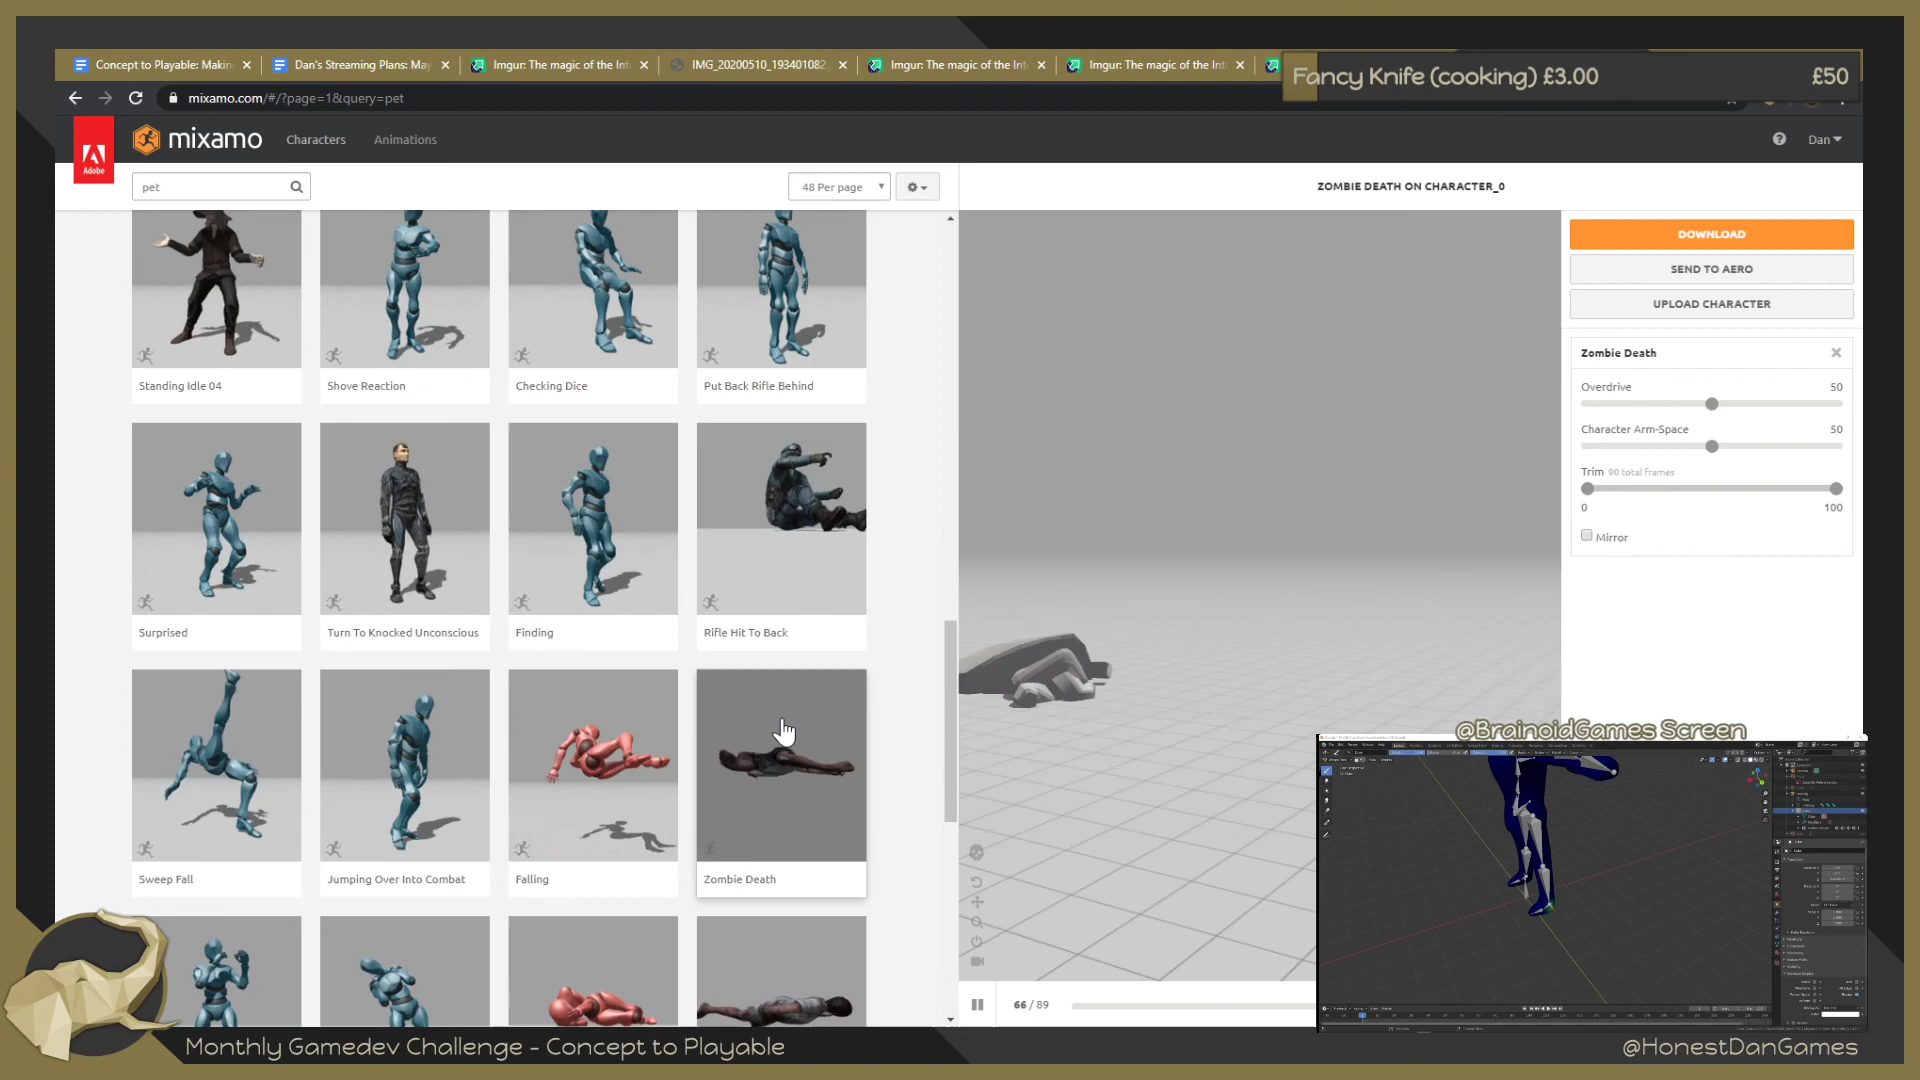 Concept to Playable: Makin
Dan's Streaming Plans: May
Imgur: The magic of the Int
IMG_20200510_193401082
Imgur: The magic of the Int
Imgur: The magic of the Int
Fancy Knife (cooking) £3.00
£50
mixamo.com/#/?page=1&query=pet
Adobe
mixamo
Characters
Animations
Dan
pet
48 Per page
ZOMBIE DEATH ON CHARACTER_0
DOWNLOAD
SEND TO AERO
UPLOAD CHARACTER
Zombie Death
Overdrive
50
Character Arm-Space
50
Trim 90 total frames
0
100
Mirror
Standing Idle 04
Shove Reaction
Checking Dice
Put Back Rifle Behind
Surprised
Turn To Knocked Unconscious
Finding
Rifle Hit To Back
Sweep Fall
Jumping Over Into Combat
Falling
Zombie Death
66 / 89
@BrainoidGames Screen
Monthly Gamedev Challenge - Concept to Playable
@HonestDanGames